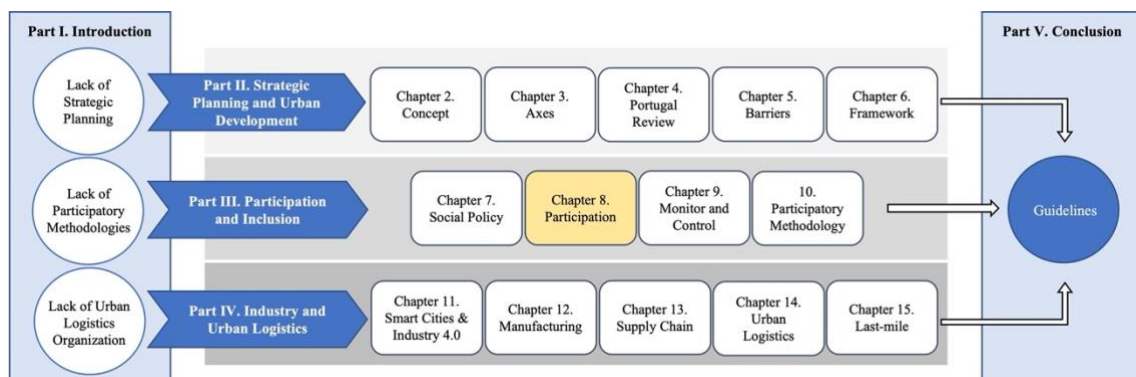 Part I. Introduction
Part V. Conclusion
Lack of
Strategic
Planning
Part II. Strategic
Planning and Urban
Development
Chapter 2.
Concept
Chapter 3.
Axes
Chapter 4.
Portugal
Review
Chapter 5.
Barriers
Chapter 6.
Framework
Lack of
Participatory
Methodologies
Part III. Participation
and Inclusion
Chapter 7.
Social Policy
Chapter 8.
Participation
Chapter 9.
Monitor and
Control
10.
Participatory
Methodology
Guidelines
Lack of Urban
Logistics
Organization
Part IV. Industry and
Urban Logistics
Chapter 11.
Smart Cities &
Industry 4.0
Chapter 12.
Manufacturing
Chapter 13.
Supply Chain
Chapter 14.
Urban
Logistics
Chapter 15.
Last-mile